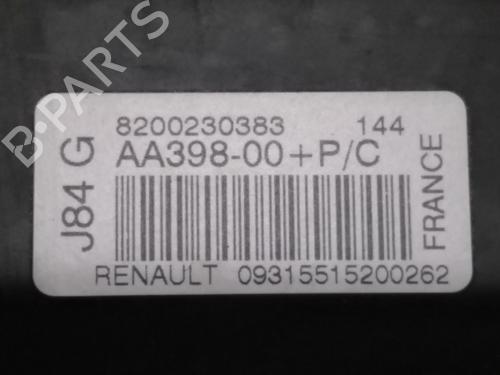 8200230383 144
AA398-00+P/C
J84 G
FRANCE
RENAULT 09315515200262
B-PARTS